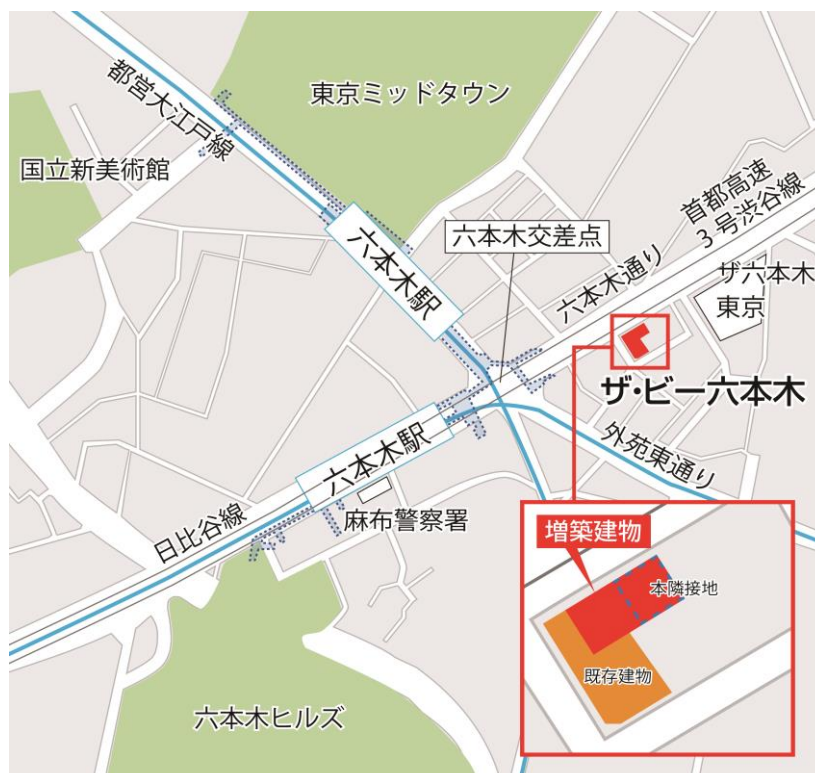 東京ミッドタウン
都営大江戸線
国立新美術館
六本木駅
六本木交差点
首都高速
3号渋谷線
六本木通り
ザ六本木
東京
ザ・ビー六本木
外苑東通り
六本木駅
麻布警察署
日比谷線
六本木ヒルズ
増築建物
本隣接地
既存建物